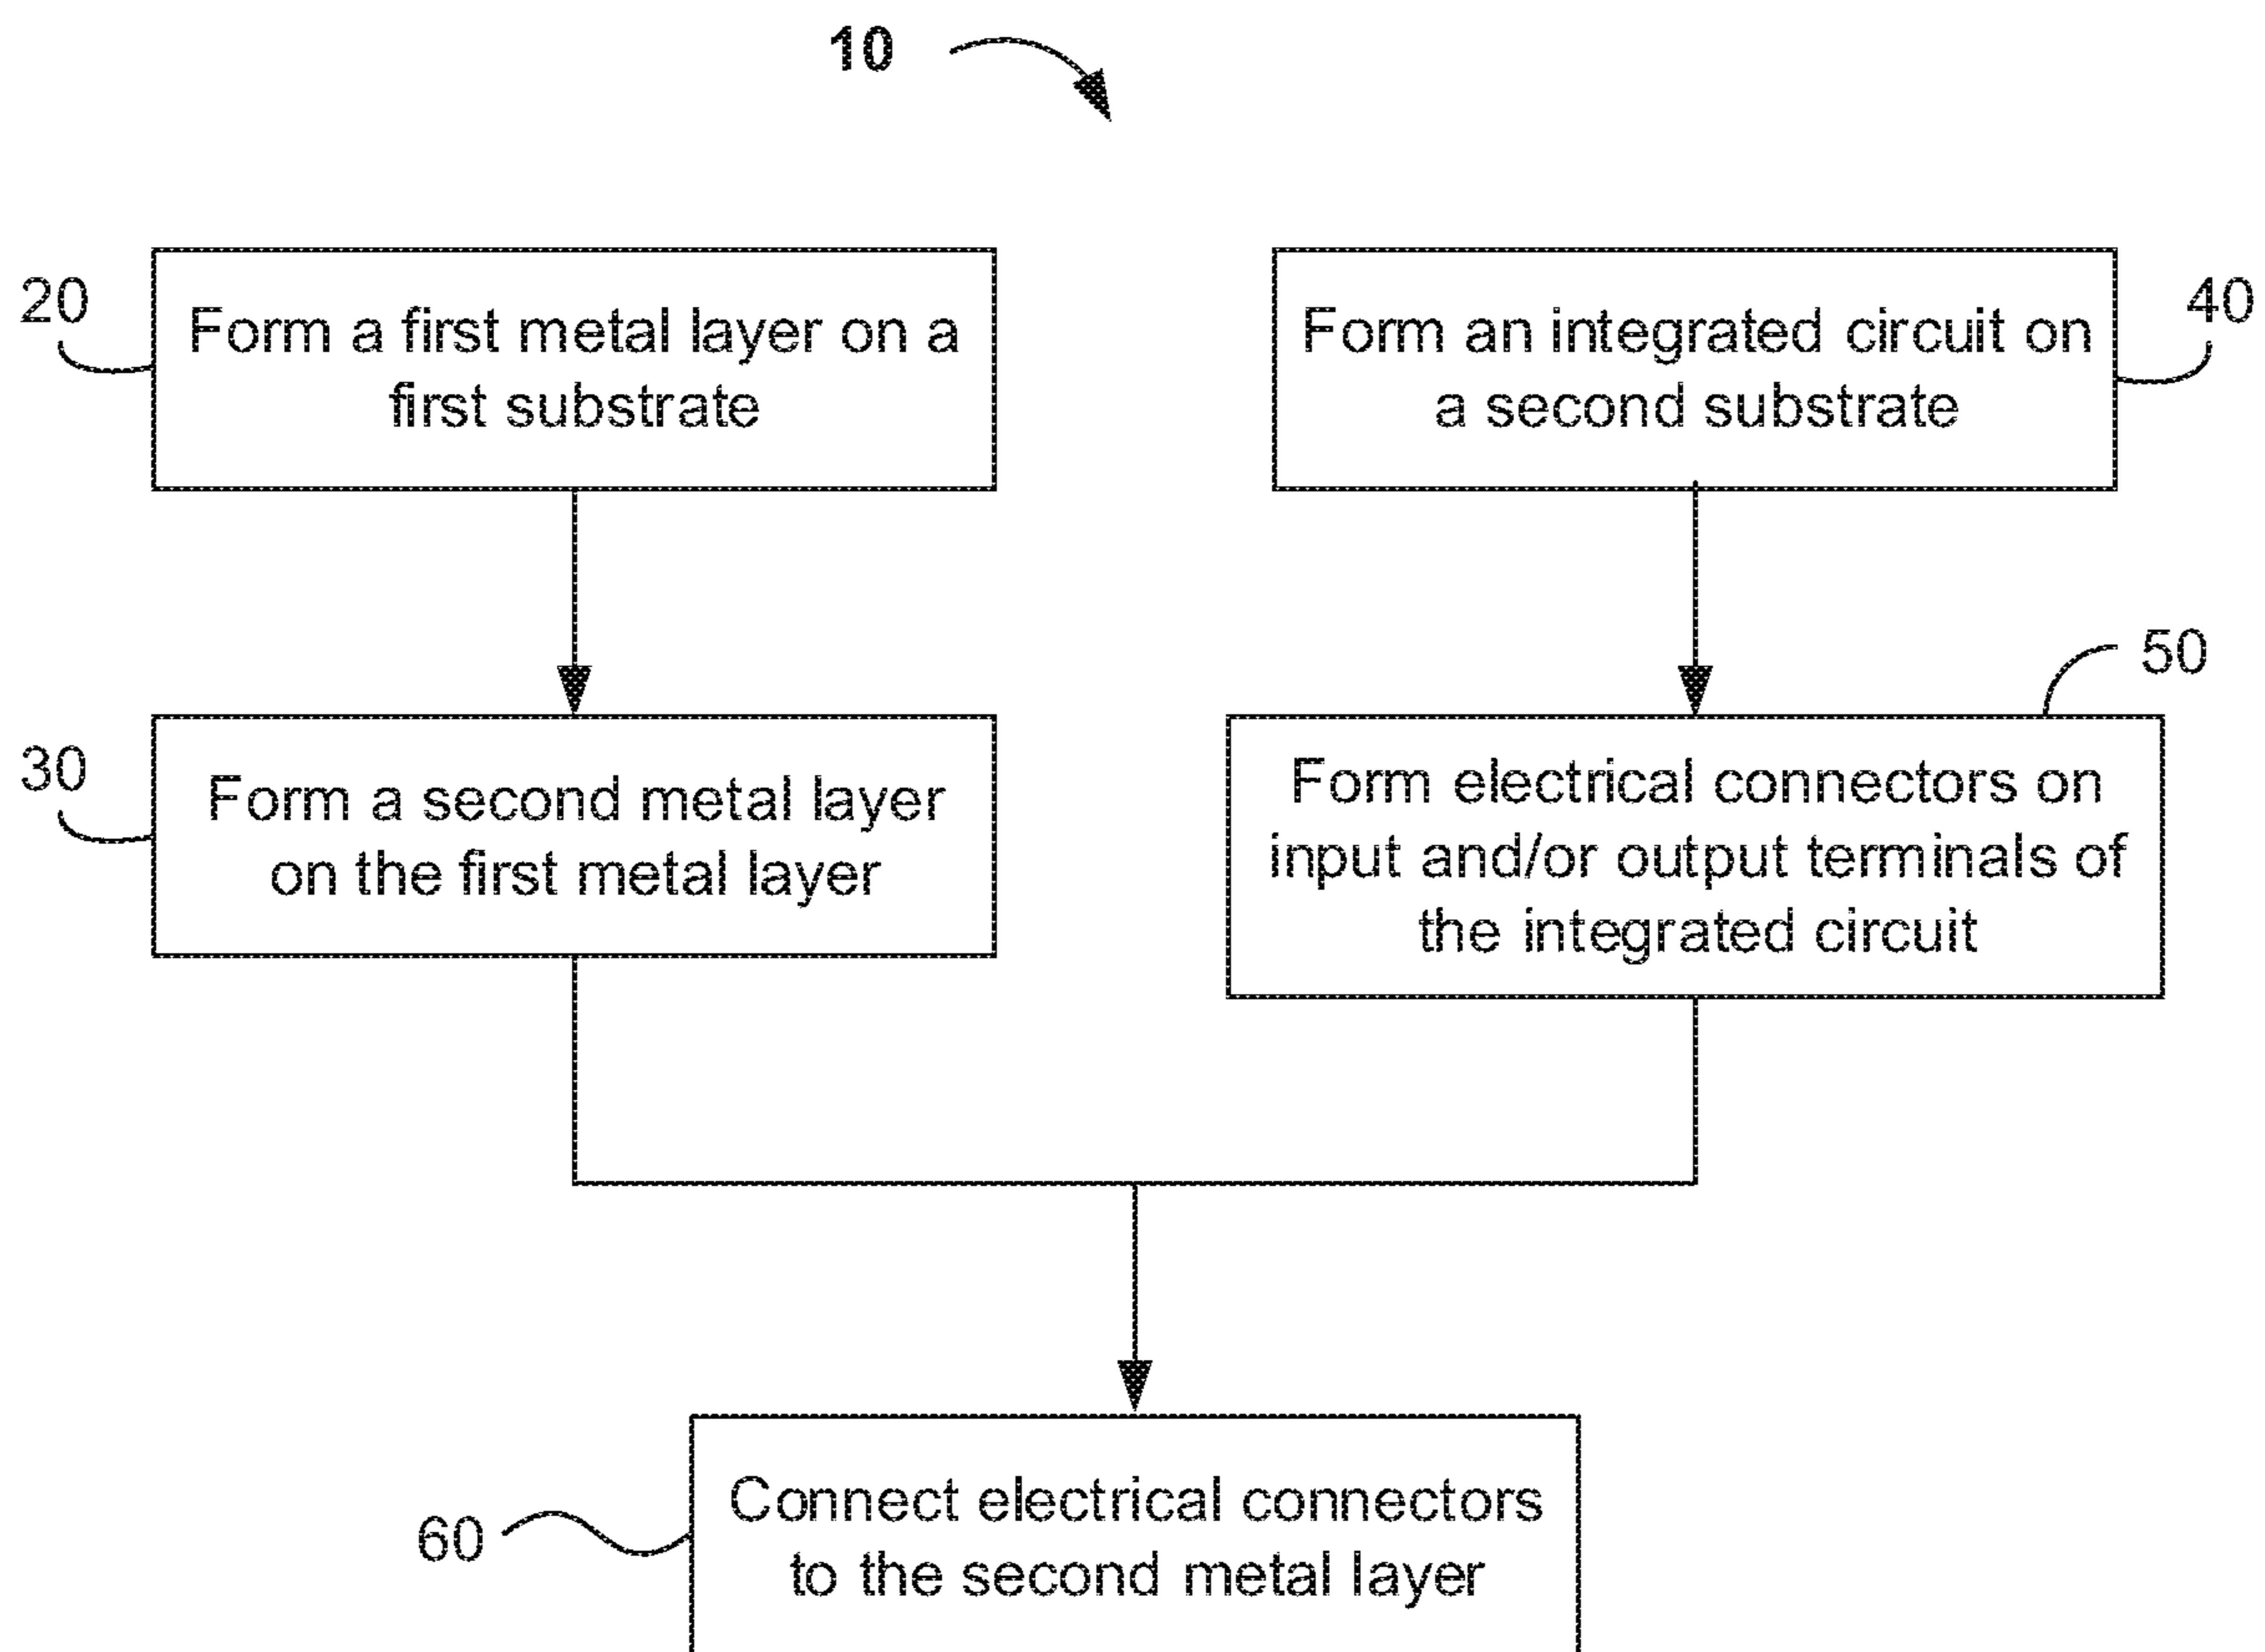 10
20
Form a first metal layer on a
first substrate
Form an integrated circuit on
a second substrate
40
30
Form a second metal layer
on the first metal layer
50
Form electrical connectors on
input and/or output terminals of
the integrated circuit
60
Connect electrical connectors
to the second metal layer